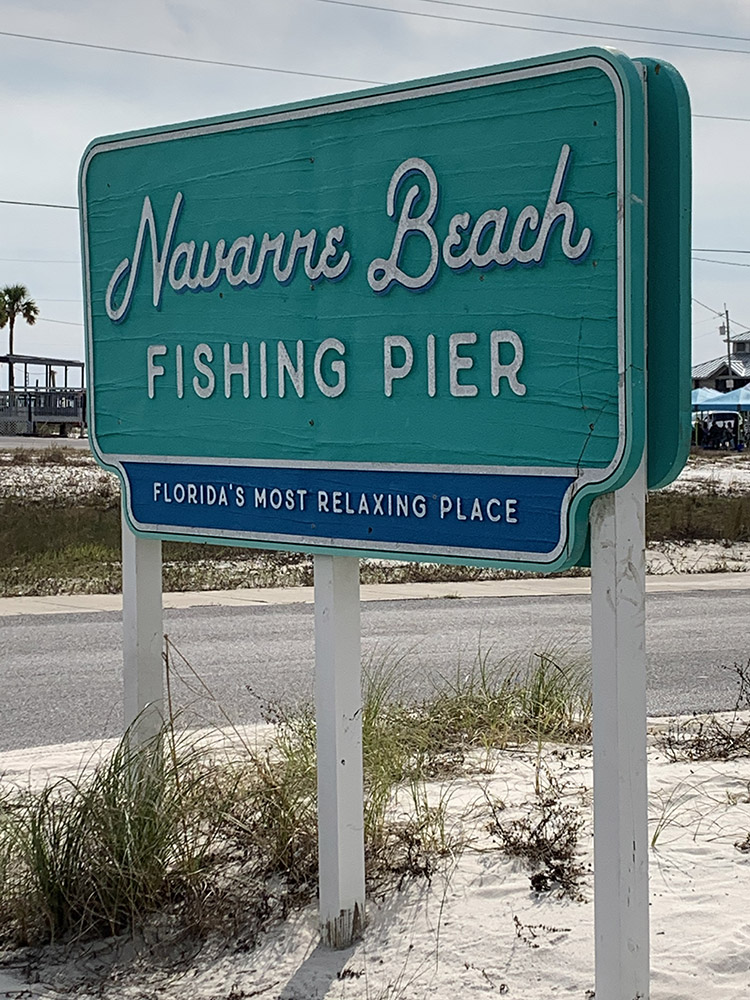 Navarre Beach
FISHING PIER
FLORIDA'S MOST RELAXING PLACE